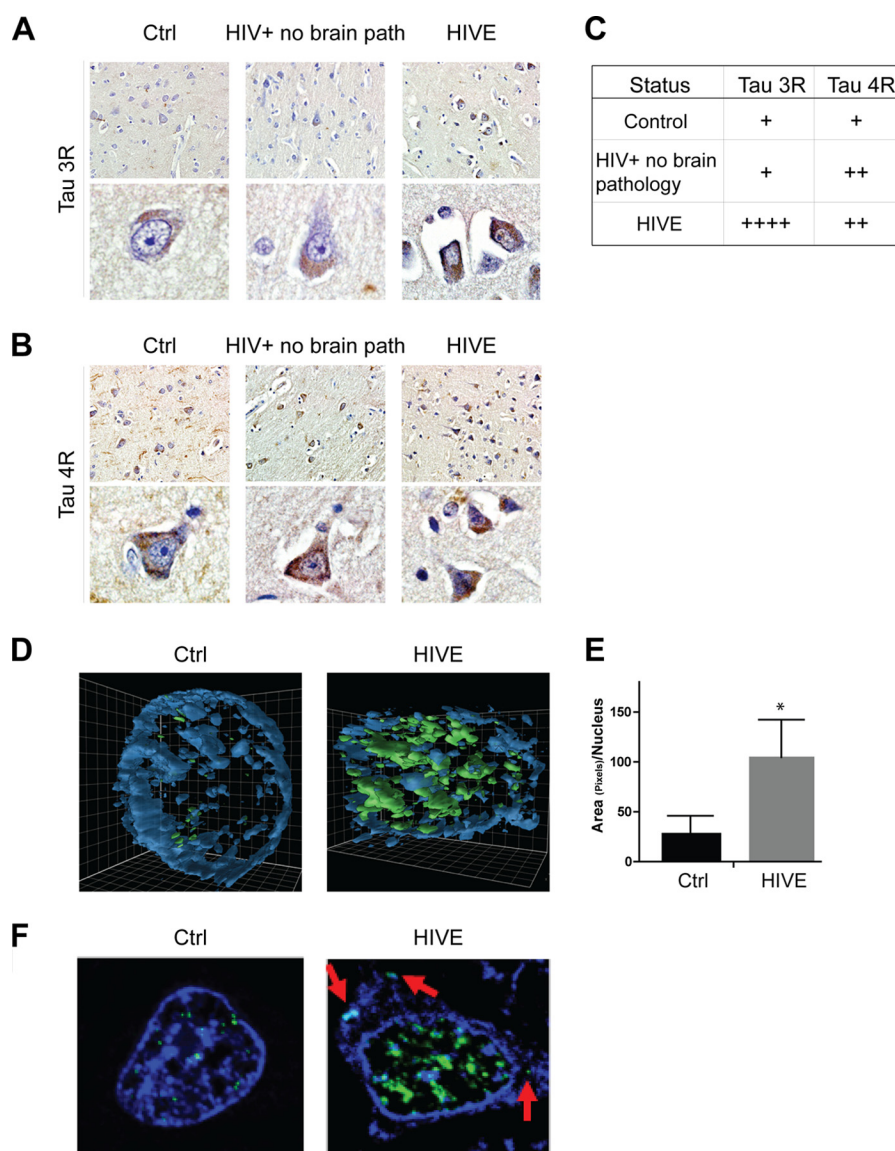 A
Ctrl HIV+ no brain path HIVE
Tau 3R
B
Ctrl HIV+ no brain path HIVE
Tau 4R
C
Status Tau 3R Tau 4R
Control + +
HIV+ no brain
pathology + ++
HIVE ++++ ++
D
Ctrl HIVE
E
Area (Pixels)/Nucleus
150
100
50
0
*
Ctrl HIVE
F
Ctrl HIVE